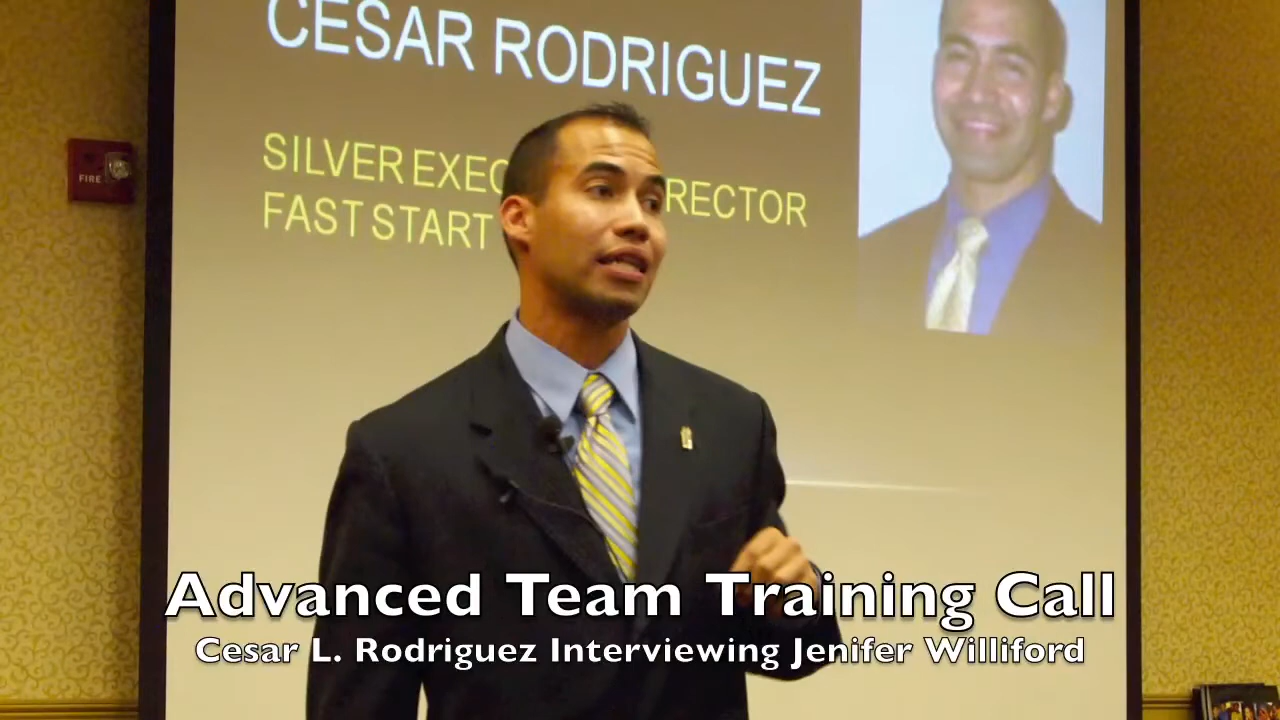 CESAR RODRIGUEZ
SILVER EXEC RECTOR
FAST START
FIRE
Advanced Team Training Call
Cesar L. Rodriguez Interviewing Jenifer Williford